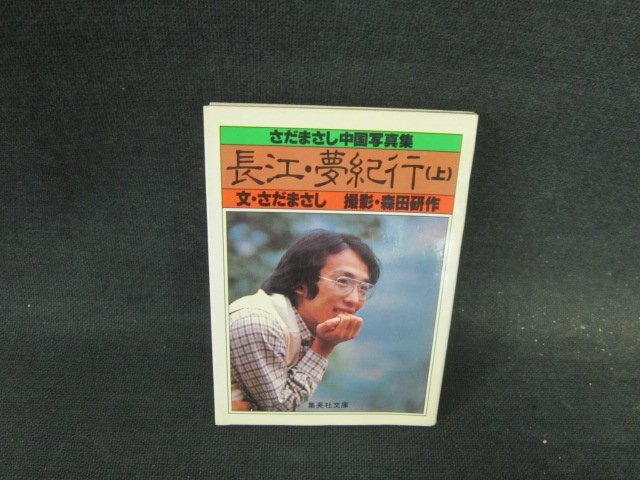 さだまさし中国写真集
長江・夢紀行(上)
文・さだまさし 撮影・森田研作
集英社文庫